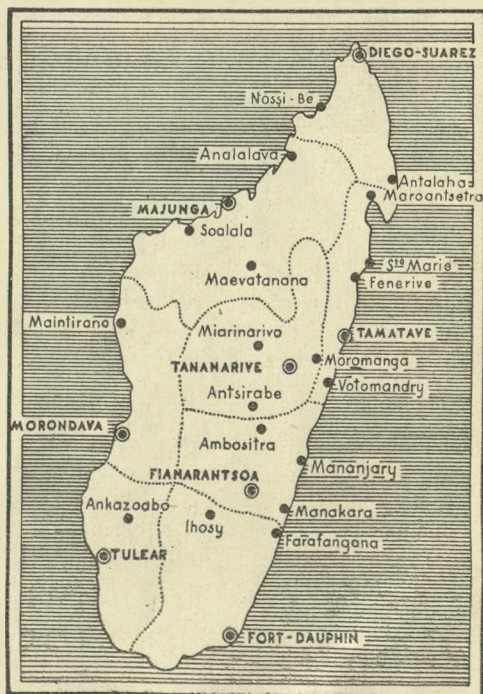 DIEGO-SUAREZ
Nossi-Be
Analalava
Antalaha
Maroantsetra
MAJUNGA
Soalala
Ste Marie
Maevatanana
Fenerive
Maintirano
Miarinarivo
TAMATAVE
TANANARIVE
Moromanga
Votomandry
Antsirabe
MORONDAVA
Ambositra
Mananjary
FIANARANTSOA
Ankazoabo
Ihosy
Manakara
Farafangana
TULEAR
FORT-DAUPHIN